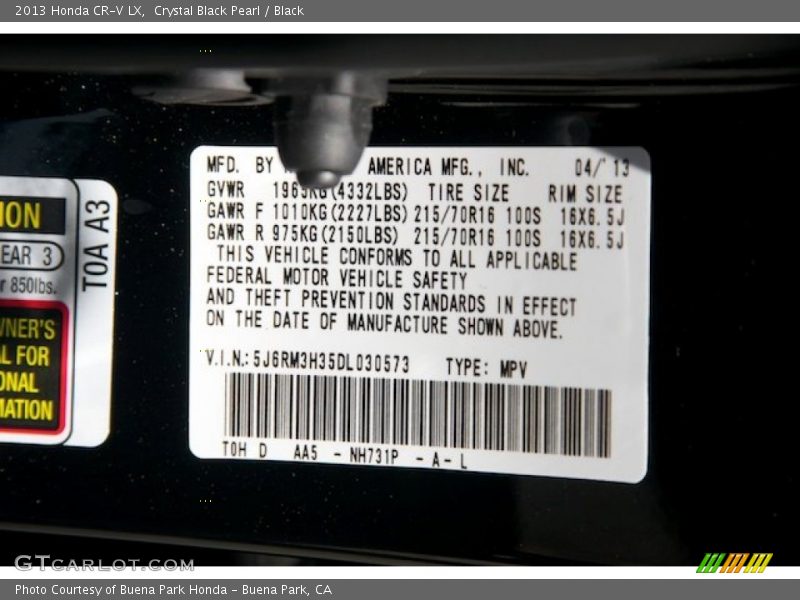 2013 Honda CR-V LX, Crystal Black Pearl / Black
MFD. BY AMERICA MFG., INC. 04/ 13
GVWR 1965KG(4332LBS) TIRE SIZE RIM SIZE
GAWR F 1010KG(2227LBS) 215/70R16 100S 16X6.5J
GAWR R 975KG(2150LBS) 215/70R16 100S 16X6.5J
THIS VEHICLE CONFORMS TO ALL APPLICABLE
FEDERAL MOTOR VEHICLE SAFETY
AND THEFT PREVENTION STANDARDS IN EFFECT
ON THE DATE OF MANUFACTURE SHOWN ABOVE.
V.I.N.: 5J6RM3H35DL030573 TYPE: MPV
T0H D AA5 - NH731P - A- L
ION
EAR 3
r 850lbs.
WNER'S
AL FOR
ONAL
MATION
T0A A3
GTCARLOT.COM
Photo Courtesy of Buena Park Honda - Buena Park, CA